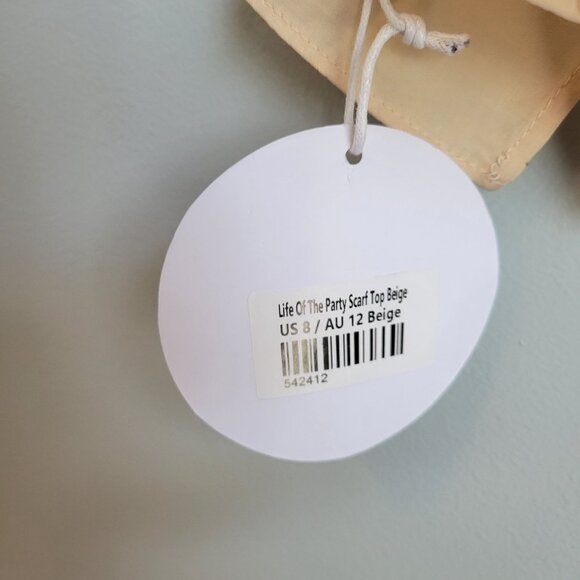 Life Of The Party Scarf Top Beige
US 8 / AU 12 Beige
542412